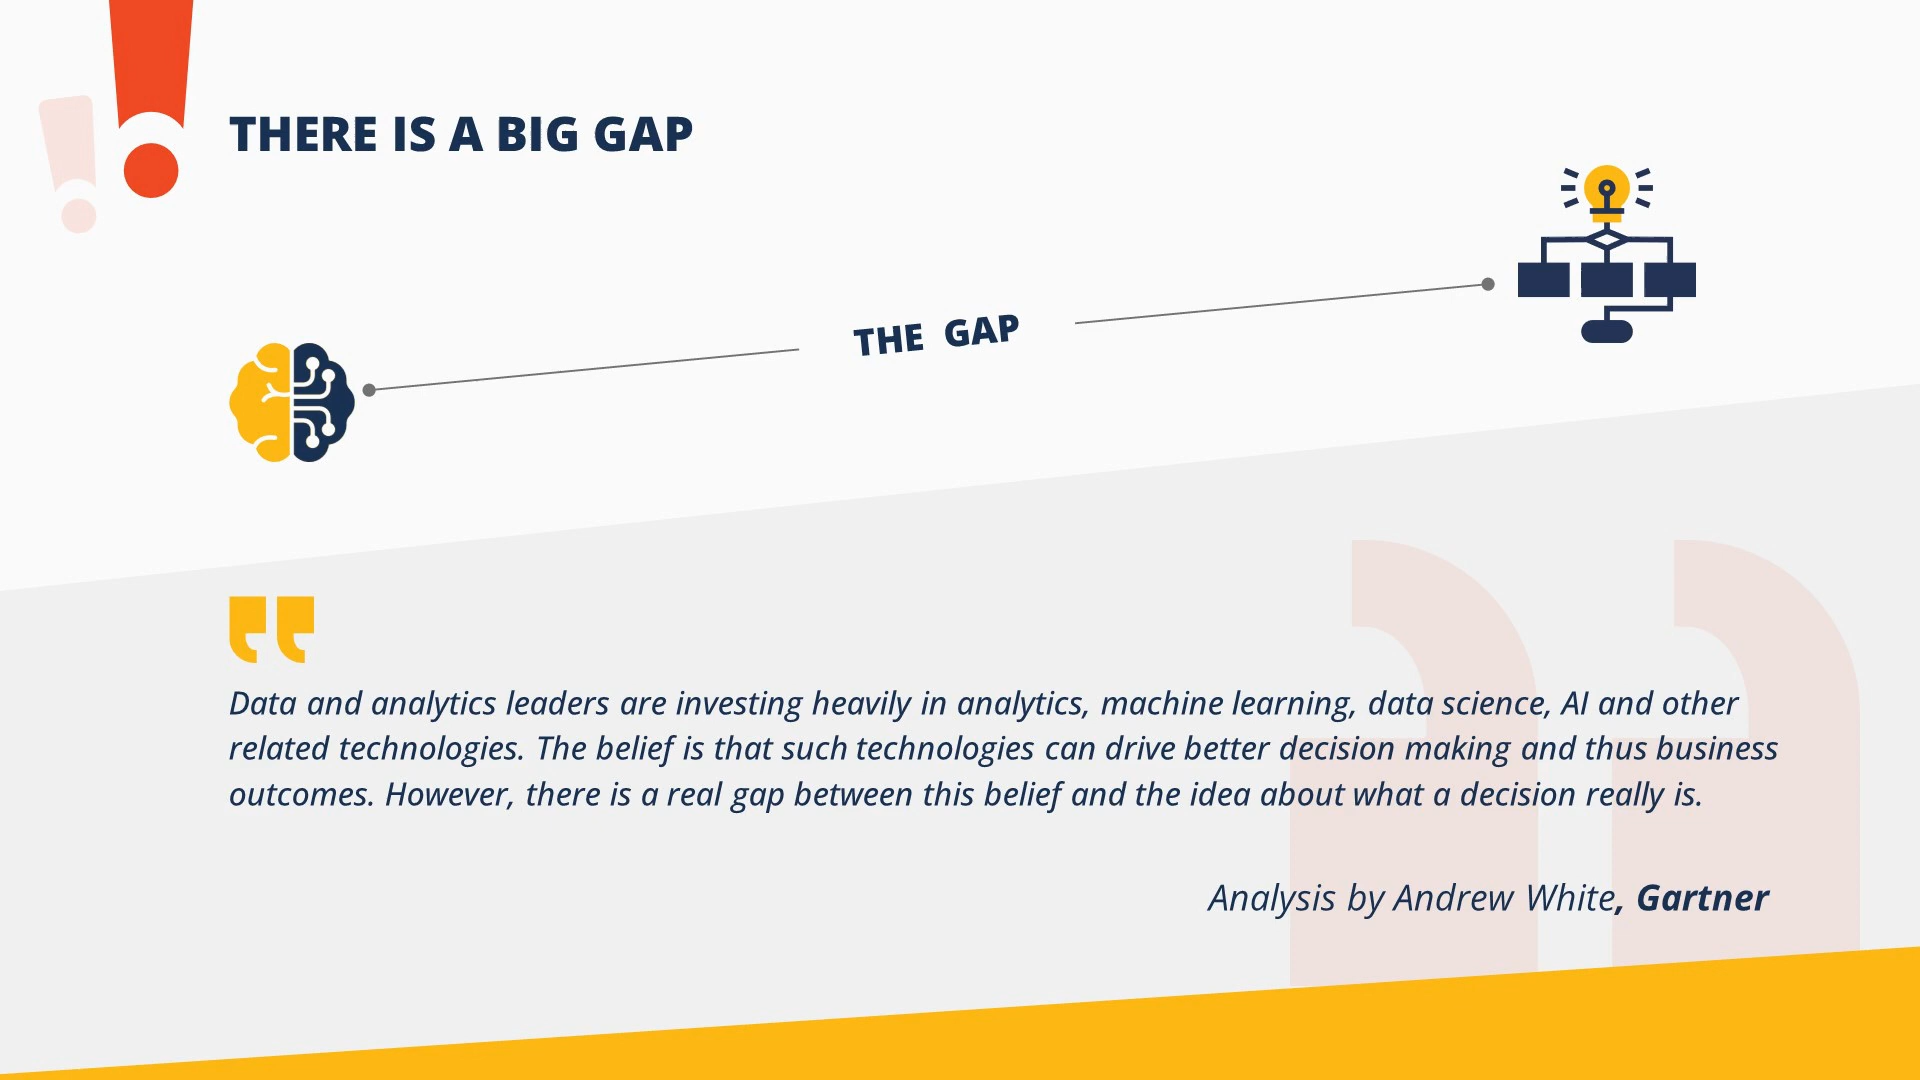 THERE IS A BIG GAP
THE GAP
Data and analytics leaders are investing heavily in analytics, machine learning, data science, AI and other
related technologies. The belief is that such technologies can drive better decision making and thus business
outcomes. However, there is a real gap between this belief and the idea about what a decision really is.
Analysis by Andrew White, Gartner